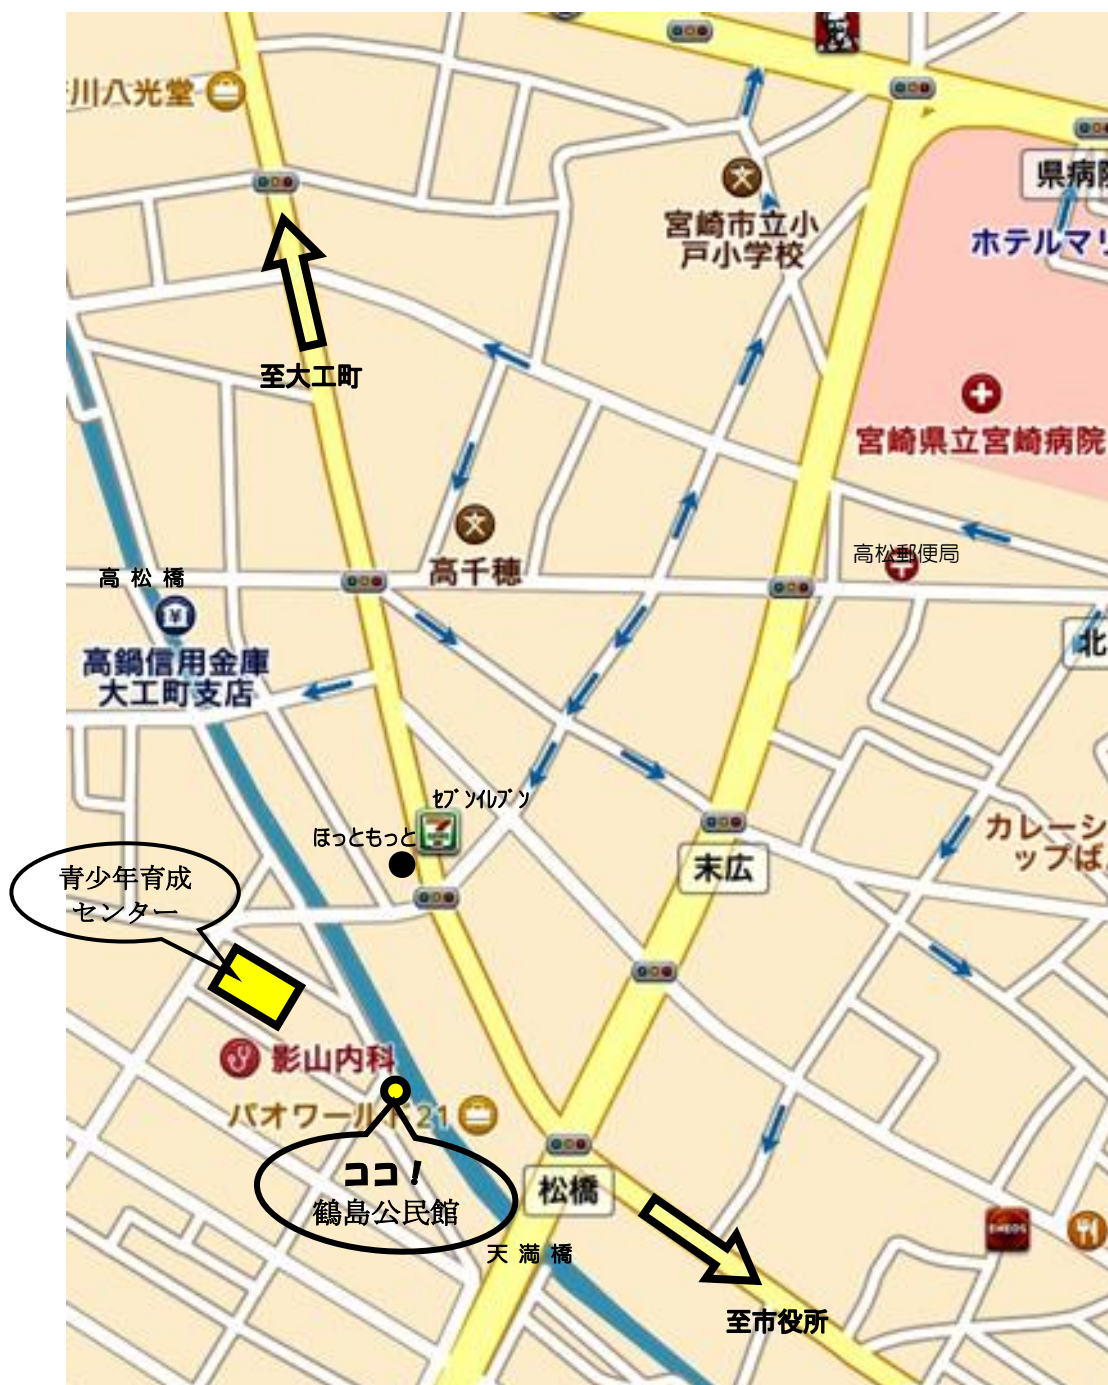 川八光堂
県病
宮崎市立小
戸小学校
ホテルマリ
至大工町
宮崎県立宮崎病院
高千穂
高松郵便局
高松橋
北
高鍋信用金庫
大工町支店
セブンイレブン
ほっともっと
カレーシ
ップば
末広
青少年育成
センター
影山内科
パオワールド21
ココ！
鶴島公民館
松橋
ENEOS
天満橋
至市役所